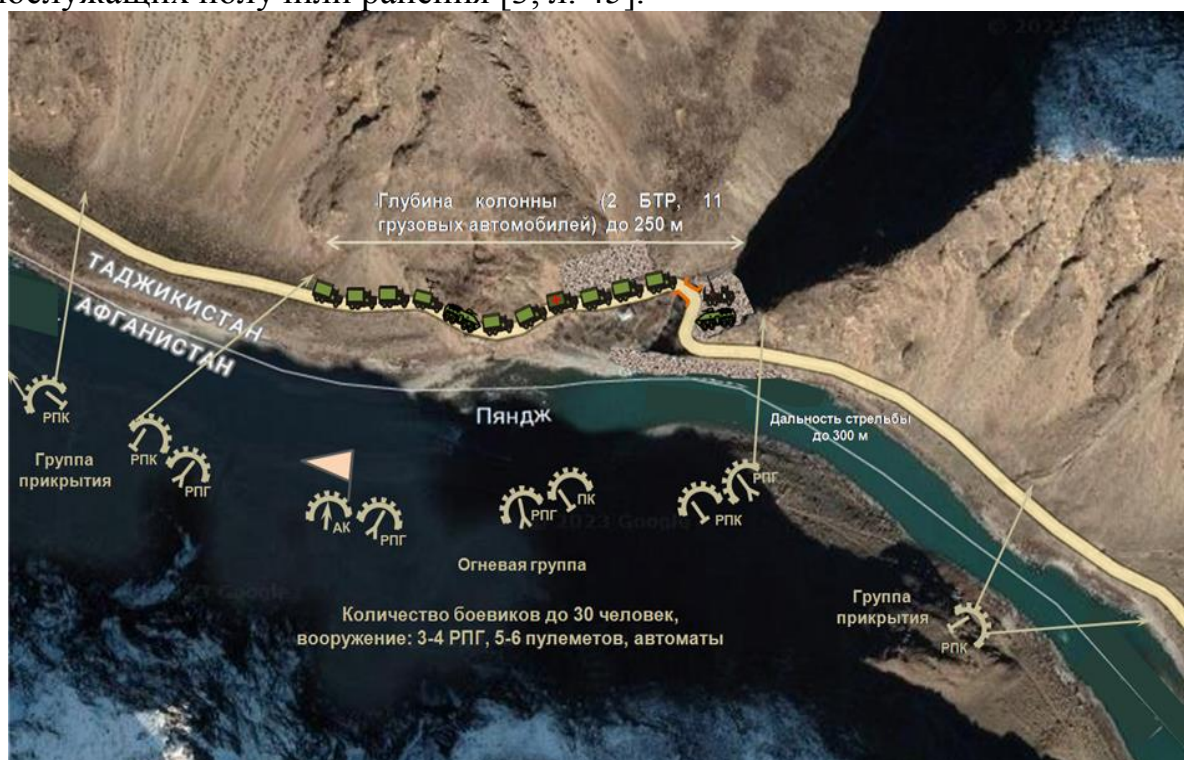 послужащих получили ранения [5, л. 45].
Глубина колонны (2 БТР, 11
грузовых автомобилей) до 250 м
ТАДЖИКИСТАН
АФГАНИСТАН
Пяндж
Дальность стрельбы
до 300 м
РПК
Группа
прикрытия
РПК
РПГ
АК
РПГ
РПГ
ПК
РПК
РПГ
2023 Google
Огневая группа
Количество боевиков до 30 человек,
вооружение: 3-4 РПГ, 5-6 пулеметов, автоматы
Группа
прикрытия
РПК